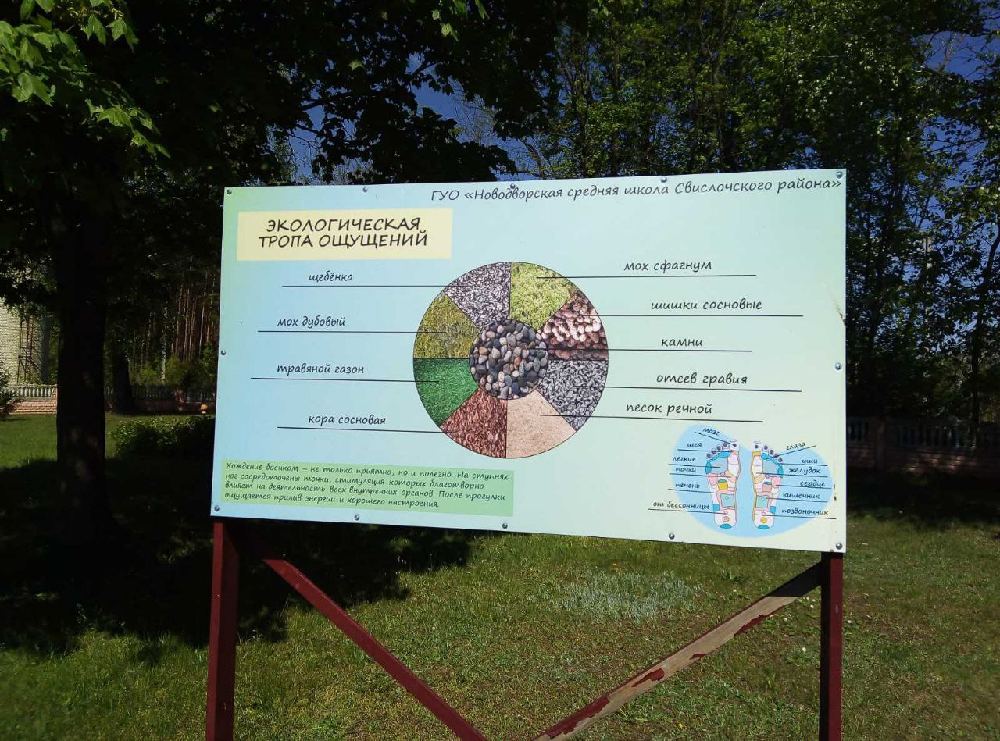 ГУО «Новодворская средняя школа Свислочского района»
ЭКОЛОГИЧЕСКАЯ
ТРОПА ОЩУЩЕНИЙ
щебёнка
мох дубовый
травяной газон
кора сосновая
мох сфагнум
шишки сосновые
камни
отсев гравия
песок речной
Хождение босиком – не только приятно, но и полезно. На ступнях
ног сосредоточены точки, стимуляция которых благотворно
влияет на деятельность всех внутренних органов. После прогулки
ощущается прилив энергии и хорошего настроения.
мозг
шея
легкие
почки
печень
от бессонницы
глаза
уши
желудок
сердце
кишечник
позвоночник